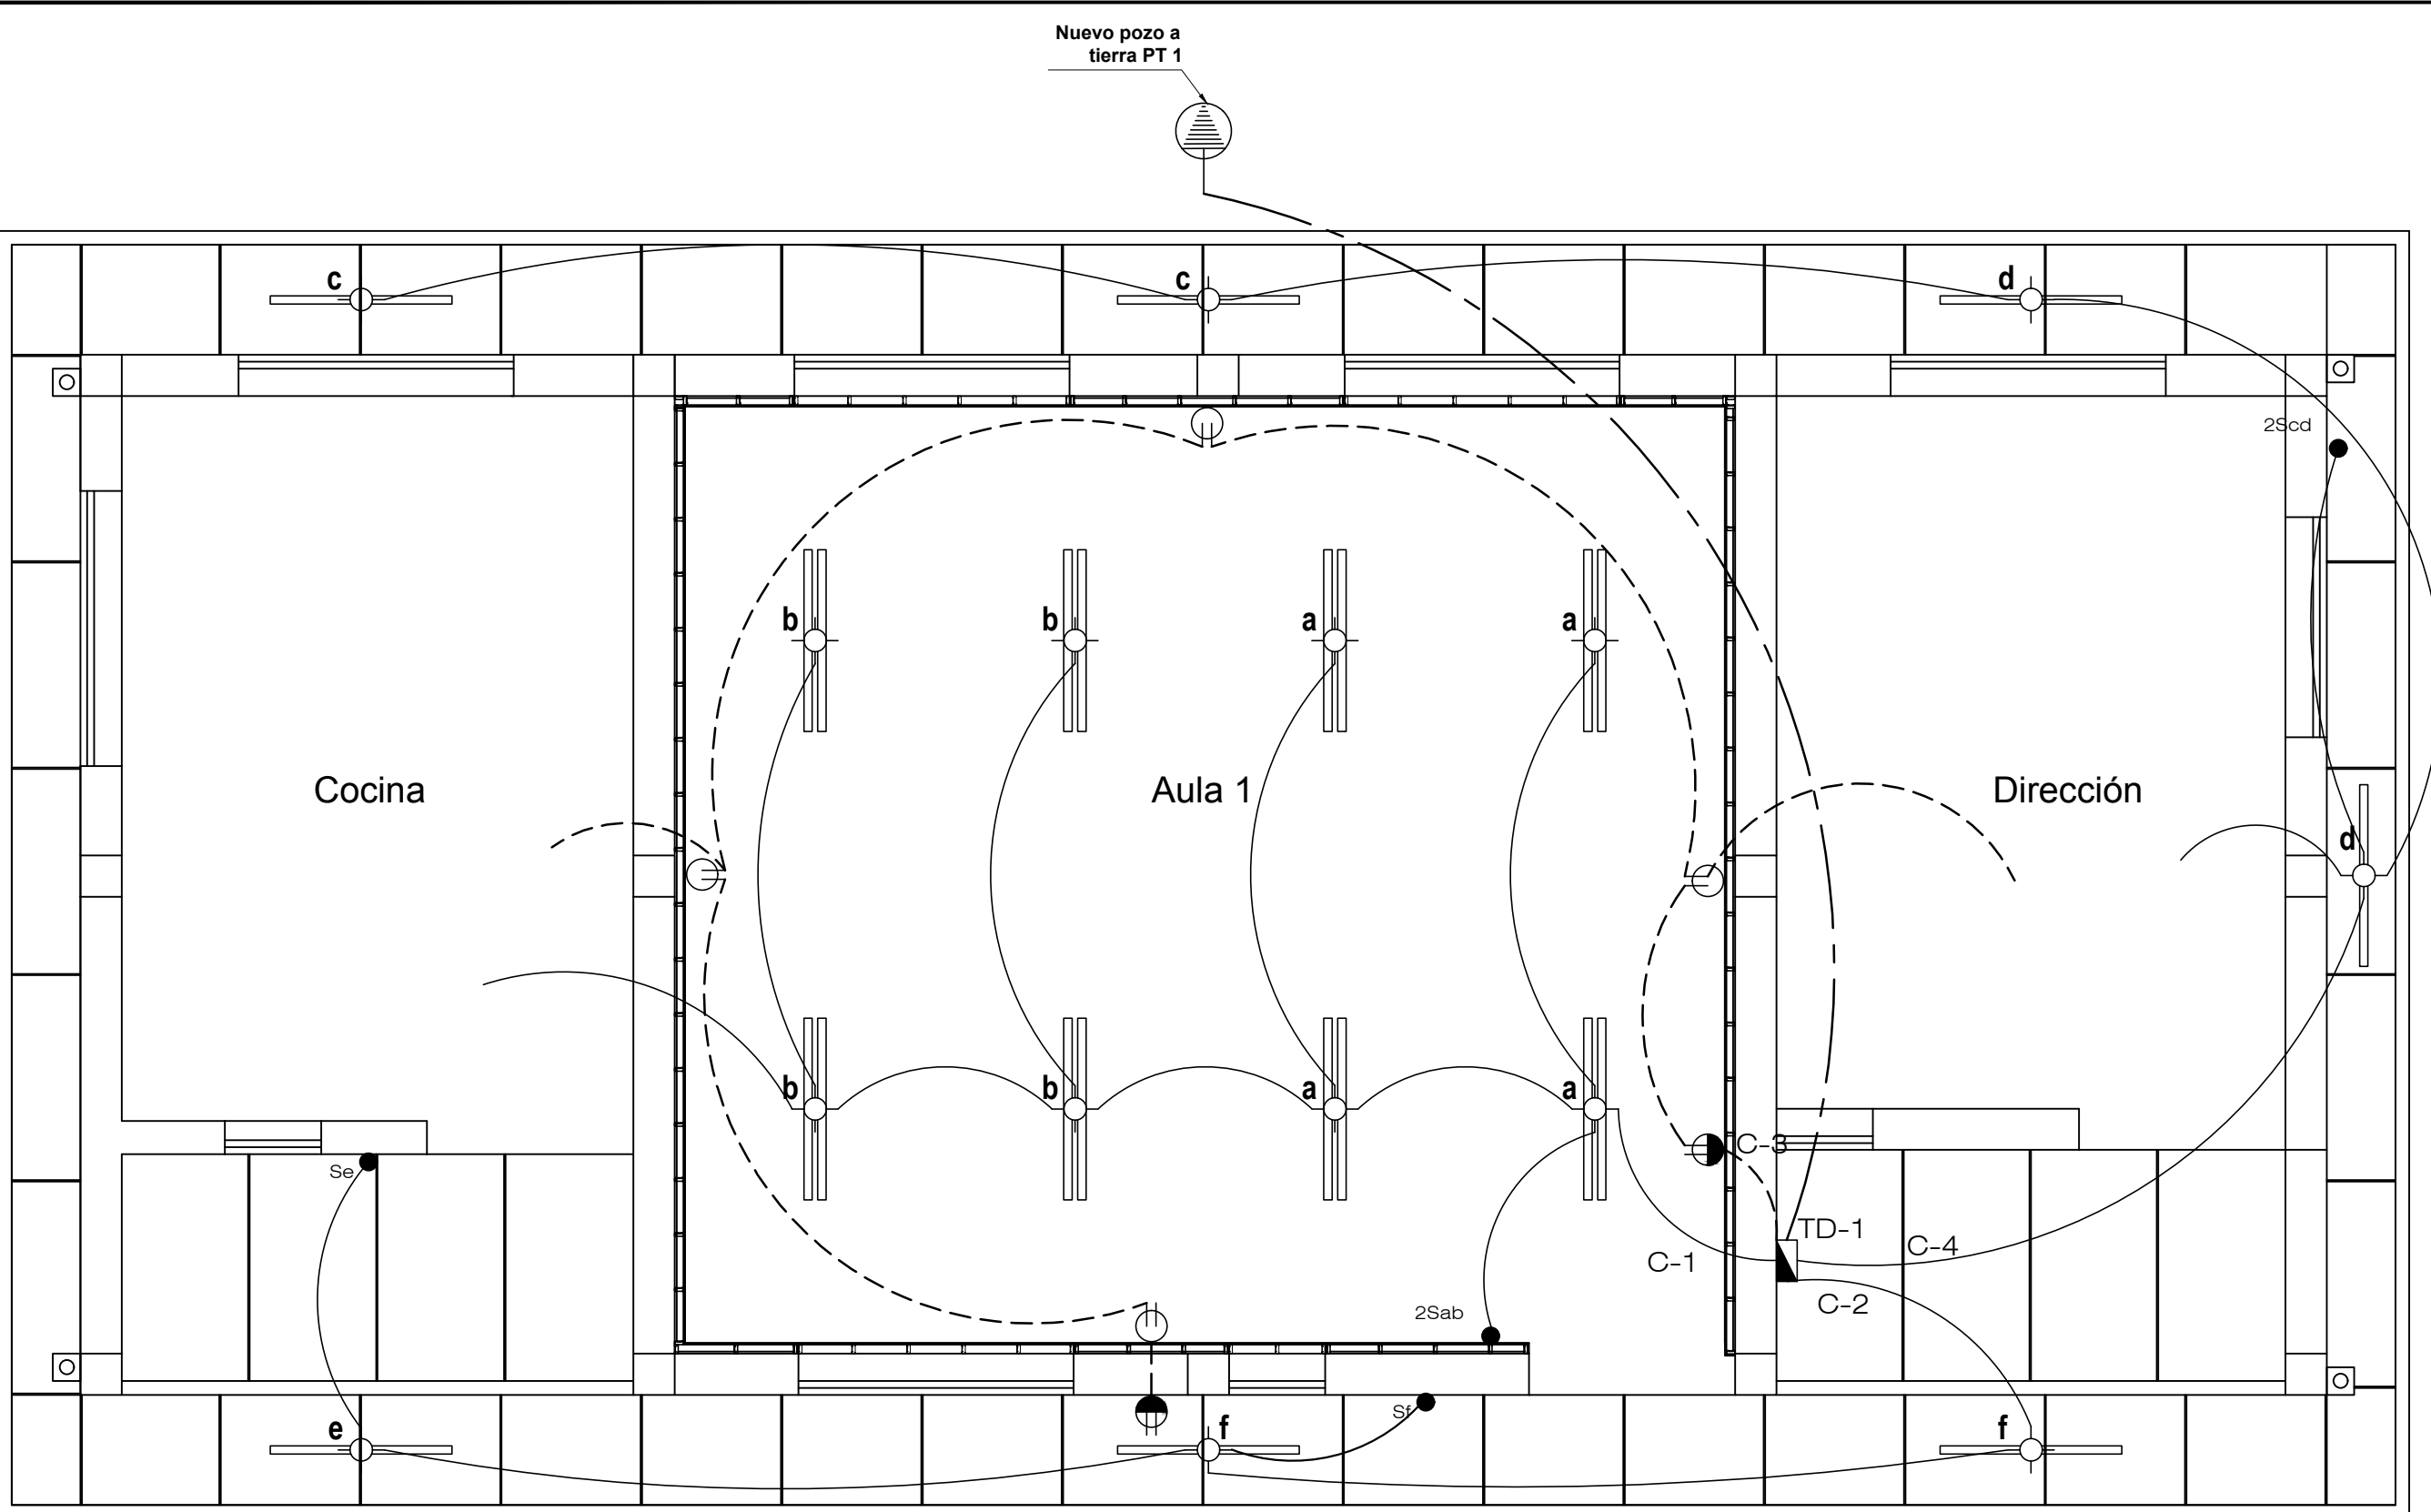 Nuevo pozo a
tierra PT 1
c
c
d
2Scd
b
b
a
a
Cocina
Aula 1
Dirección
d
b
b
a
a
C-3
Se
TD-1
C-4
C-1
C-2
2Sab
Sf
e
f
f